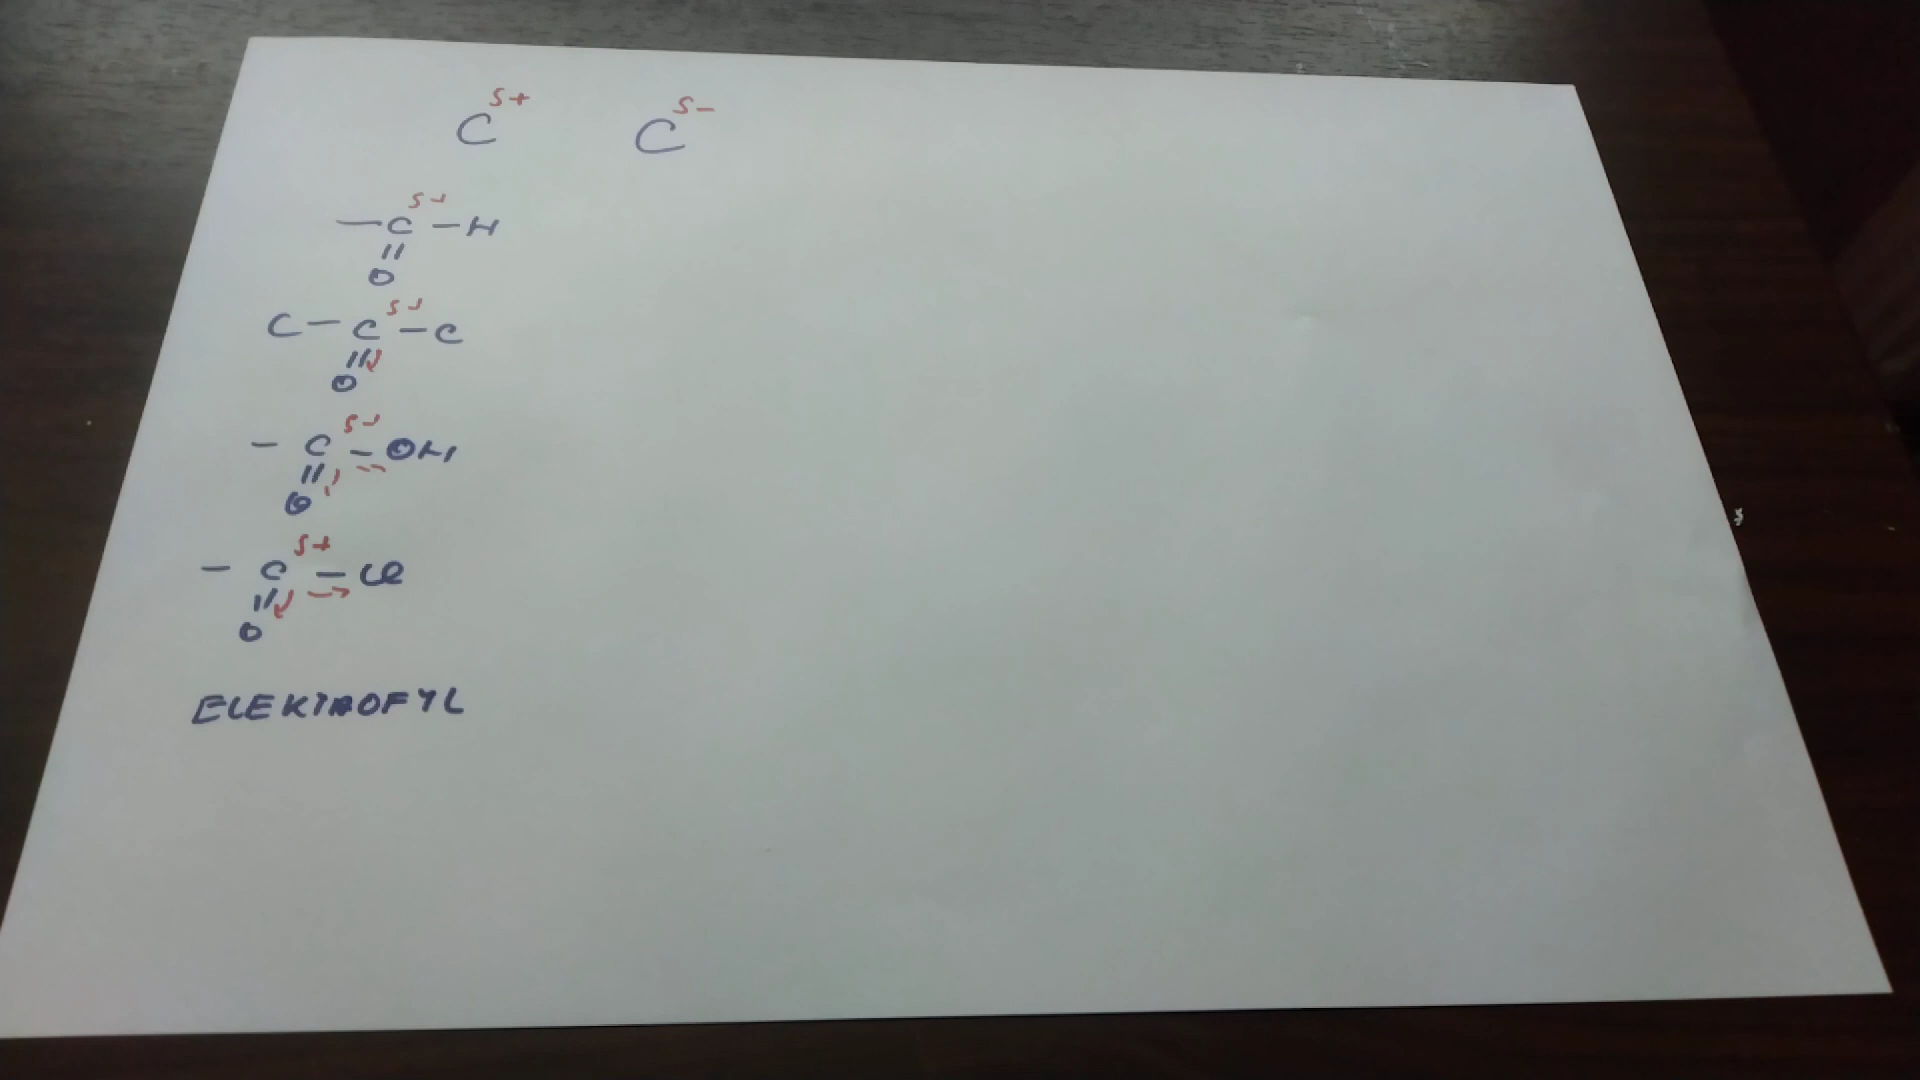 C δ+ C δ-
— C δ+ — H
||
O
C — C δ+ — C
||
O
— C δ+ — OH
||
O
— C δ+ — Cl
||
O
ELEKTROFYL